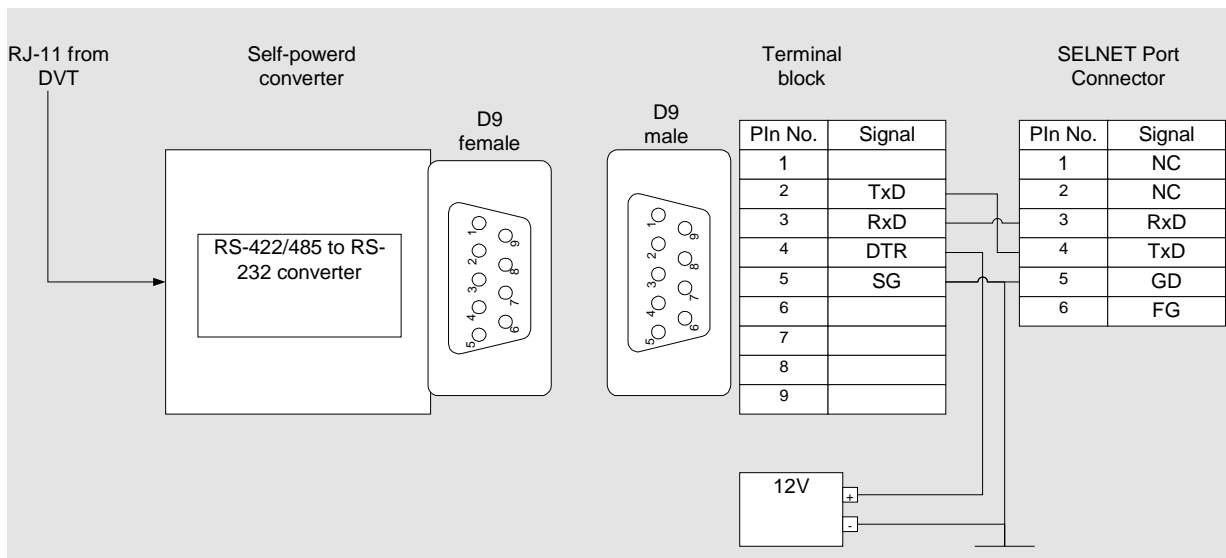 RJ-11 from
DVT
Self-powerd
converter
D9
female
D9
male
Terminal
block
SELNET Port
Connector
RS-422/485 to RS-
232 converter
1
2
3
4
5
9
8
7
6
1
2
3
4
5
9
8
7
6
PIn No. Signal
1
2 TxD
3 RxD
4 DTR
5 SG
6
7
8
9
PIn No. Signal
1 NC
2 NC
3 RxD
4 TxD
5 GD
6 FG
12V
+
-